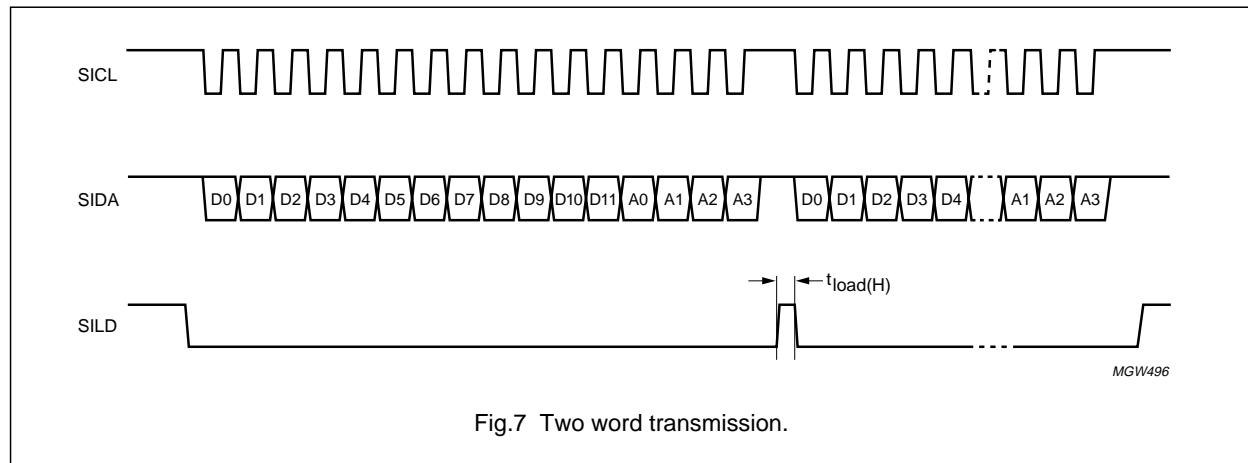 SICL
SIDA
D0 D1 D2 D3 D4 D5 D6 D7 D8 D9 D10 D11 A0 A1 A2 A3 D0 D1 D2 D3 D4 A1 A2 A3
tload(H)
SILD
MGW496
Fig.7 Two word transmission.